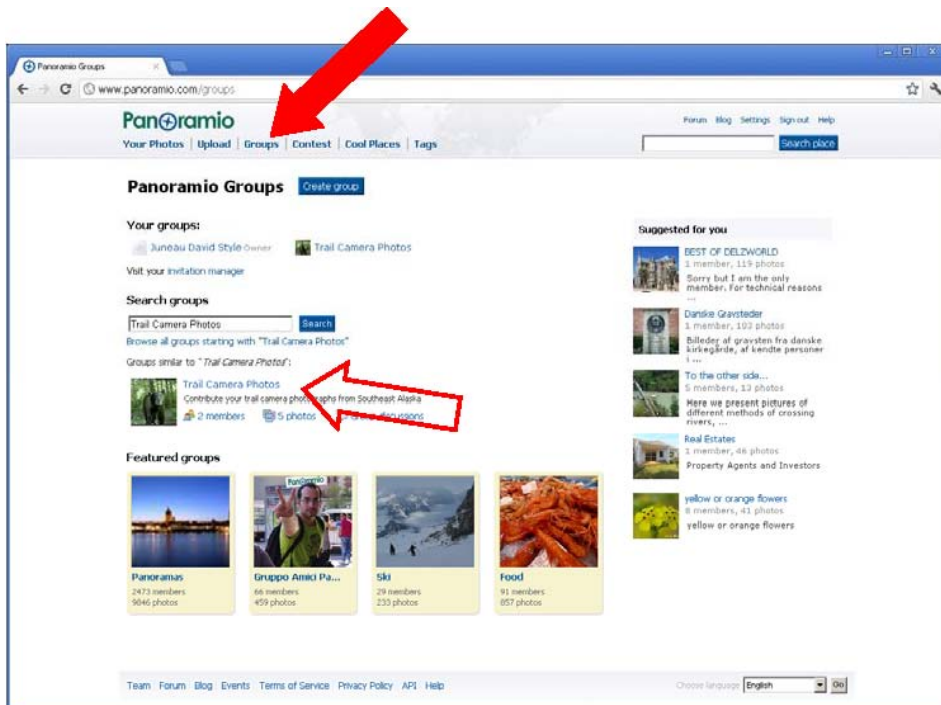 Panoramio Groups
www.panoramio.com/groups
Panoramio
Forum Blog Settings Sign out Help
Your Photos | Upload | Groups | Contest | Cool Places | Tags
Search place
Panoramio Groups
Create group
Your groups:
Juneau David Style Owner
Trail Camera Photos
Visit your invitation manager
Search groups
Trail Camera Photos
Search
Browse all groups starting with "Trail Camera Photos"
Groups similar to "Trail Camera Photos":
Trail Camera Photos
Contribute your trail camera photographs from Southeast Alaska
2 members
5 photos
discussions
Featured groups
Panoramio
Panoramas
2473 members
9846 photos
Gruppo Amici Pa...
66 members
459 photos
Ski
29 members
233 photos
Food
91 members
857 photos
Suggested for you
BEST OF DELZWORLD
1 member, 119 photos
Sorry but I am the only
member. For technical reasons
...
Danske Gravsteder
1 member, 103 photos
Billeder af gravsten fra danske
kirkegårde, af kendte personer
i ...
To the other side...
5 members, 13 photos
Here we present pictures of
different methods of crossing
rivers, ...
Real Estates
1 member, 46 photos
Property Agents and Investors
yellow or orange flowers
8 members, 41 photos
yellow or orange flowers
Team Forum Blog Events Terms of Service Privacy Policy API Help
Choose language English Go